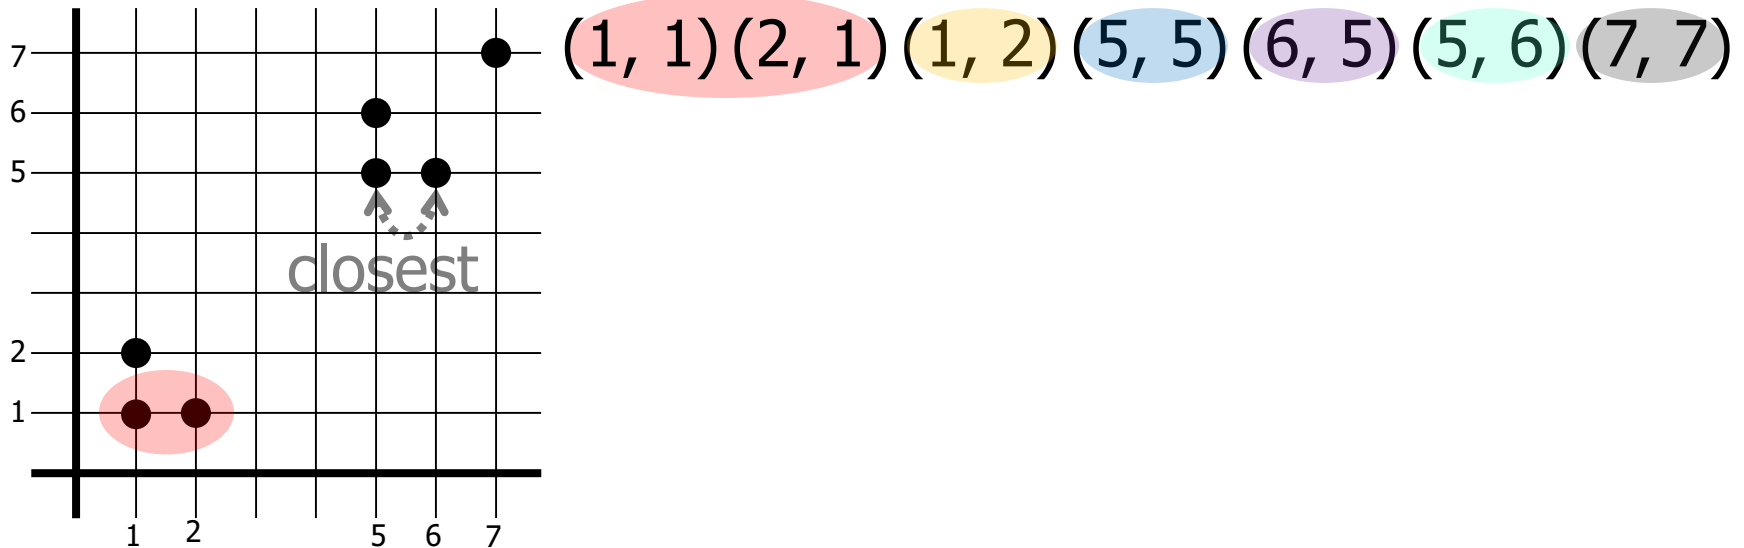 (1, 1)(2, 1)(1, 2)(5, 5)(6, 5)(5, 6)(7, 7)
7
6
5
closest
2
1
1 2 5 6 7